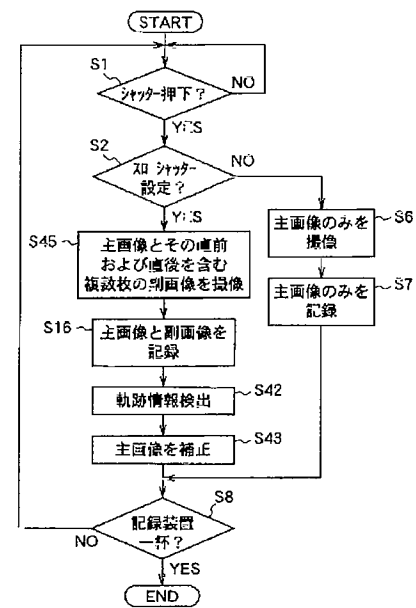 START
S1
シャッター押下?
NO
YES
S2
スロ シャッター
設定?
NO
YES
S45
主画像とその直前
および直後を含む
複数枚の副画像を撮像
S6
主画像のみを
撮像
S7
主画像のみを
記録
S16
主画像と副画像を
記録
S42
軌跡情報検出
S43
主画像を補正
S8
記録装置
一杯?
NO
YES
END